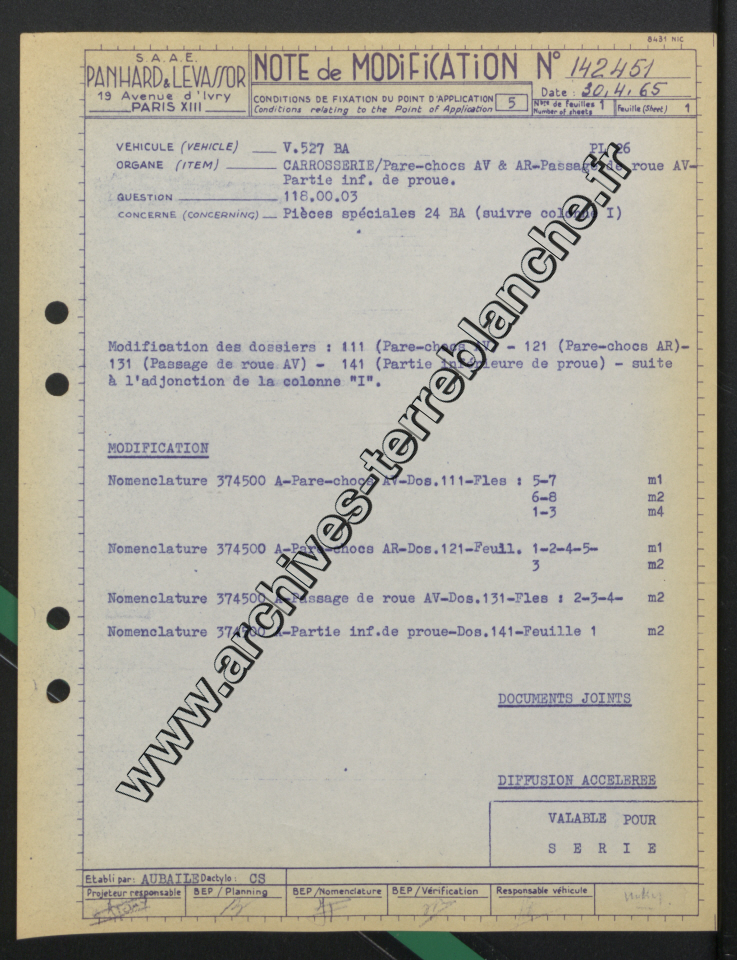 8431 NIC
S.A.A.E.
PANHARD & LEVASSOR
19 Avenue d'Ivry
PARIS XIII
NOTE de MODiFiCATiON N° 142451
Date : 30.4.65
CONDITIONS DE FIXATION DU POINT D'APPLICATION 5
Conditions relating to the Point of Application
Nbre de feuilles 1
Number of sheets
Feuille (Sheet) 1
VÉHICULE (VEHICLE) V.527 BA PL 26
ORGANE (ITEM) CARROSSERIE/Pare-chocs AV & AR-Passage de roue AV-
Partie inf. de proue.
QUESTION 118.00.03
CONCERNE (CONCERNING) Pièces spéciales 24 BA (suivre colonne I)
Modification des dossiers : 111 (Pare-chocs AV) - 121 (Pare-chocs AR)-
131 (Passage de roue AV) - 141 (Partie inférieure de proue) - suite
à l'adjonction de la colonne "I".
MODIFICATION
Nomenclature 374500 A-Pare-chocs AV-Dos.111-Fles : 5-7 m1
6-8 m2
1-3 m4
Nomenclature 374500 A-Pare-chocs AR-Dos.121-Feuil. 1-2-4-5- m1
3 m2
Nomenclature 374500 A-Passage de roue AV-Dos.131-Fles : 2-3-4- m2
Nomenclature 374500 A-Partie inf.de proue-Dos.141-Feuille 1 m2
DOCUMENTS JOINTS
DIFFUSION ACCELEREE
VALABLE POUR
S E R I E
Etabli par: AUBAILE Dactylo : CS
Projeteur responsable
BEP / Planning
BEP / Nomenclature
BEP / Vérification
Responsable véhicule
www.archives-terreblanche.fr